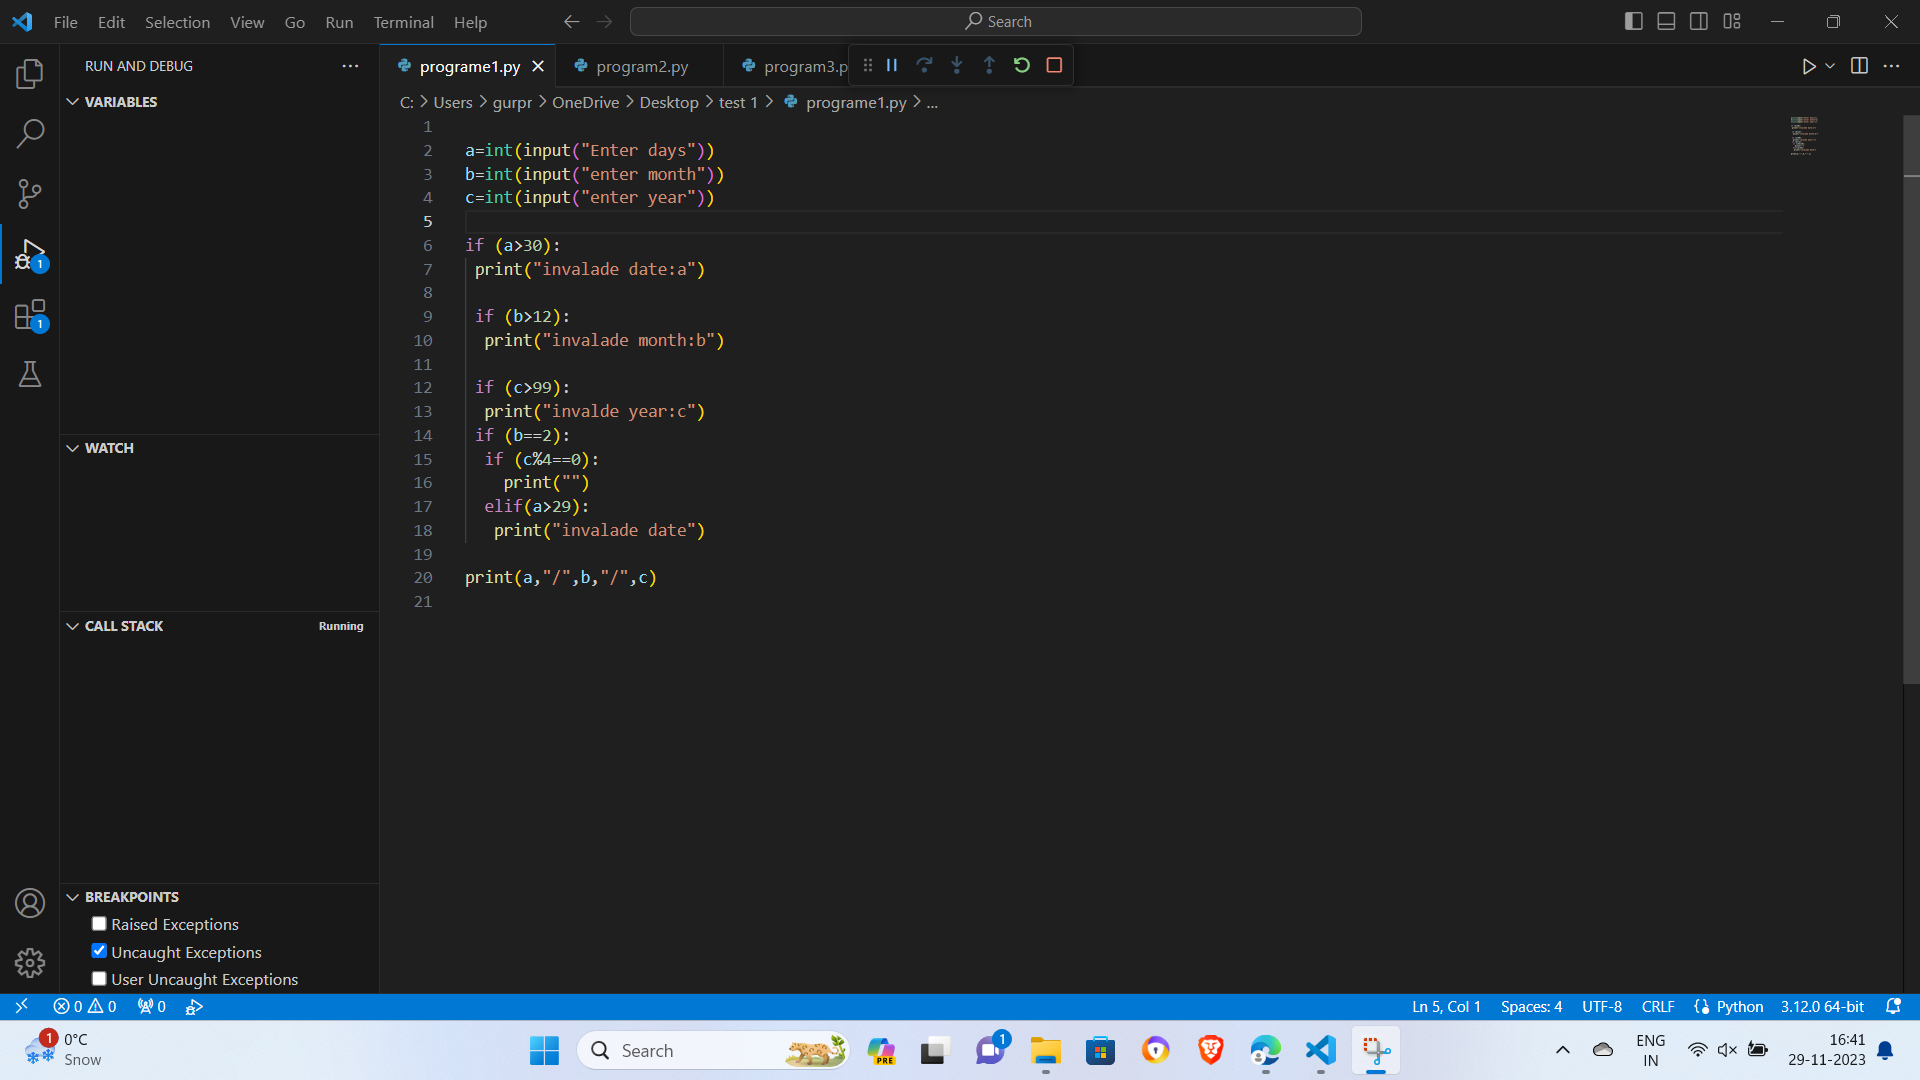 File Edit Selection View Go Run Terminal Help
Search
RUN AND DEBUG
programe1.py program2.py program3.p
VARIABLES
C: > Users > gurpr > OneDrive > Desktop > test 1 > programe1.py > ...
1
2 a=int(input("Enter days"))
3 b=int(input("enter month"))
4 c=int(input("enter year"))
5
6 if (a>30):
7 print("invalade date:a")
8
9 if (b>12):
10 print("invalade month:b")
11
12 if (c>99):
13 print("invalde year:c")
14 if (b==2):
15 if (c%4==0):
16 print("")
17 elif(a>29):
18 print("invalade date")
19
20 print(a,"/",b,"/",c)
21
1
1
WATCH
CALL STACK Running
BREAKPOINTS
Raised Exceptions
Uncaught Exceptions
User Uncaught Exceptions
0 0 0 Ln 5, Col 1 Spaces: 4 UTF-8 CRLF {} Python 3.12.0 64-bit
1 0°C
Snow
Search
PRE
1
ENG
IN
16:41
29-11-2023